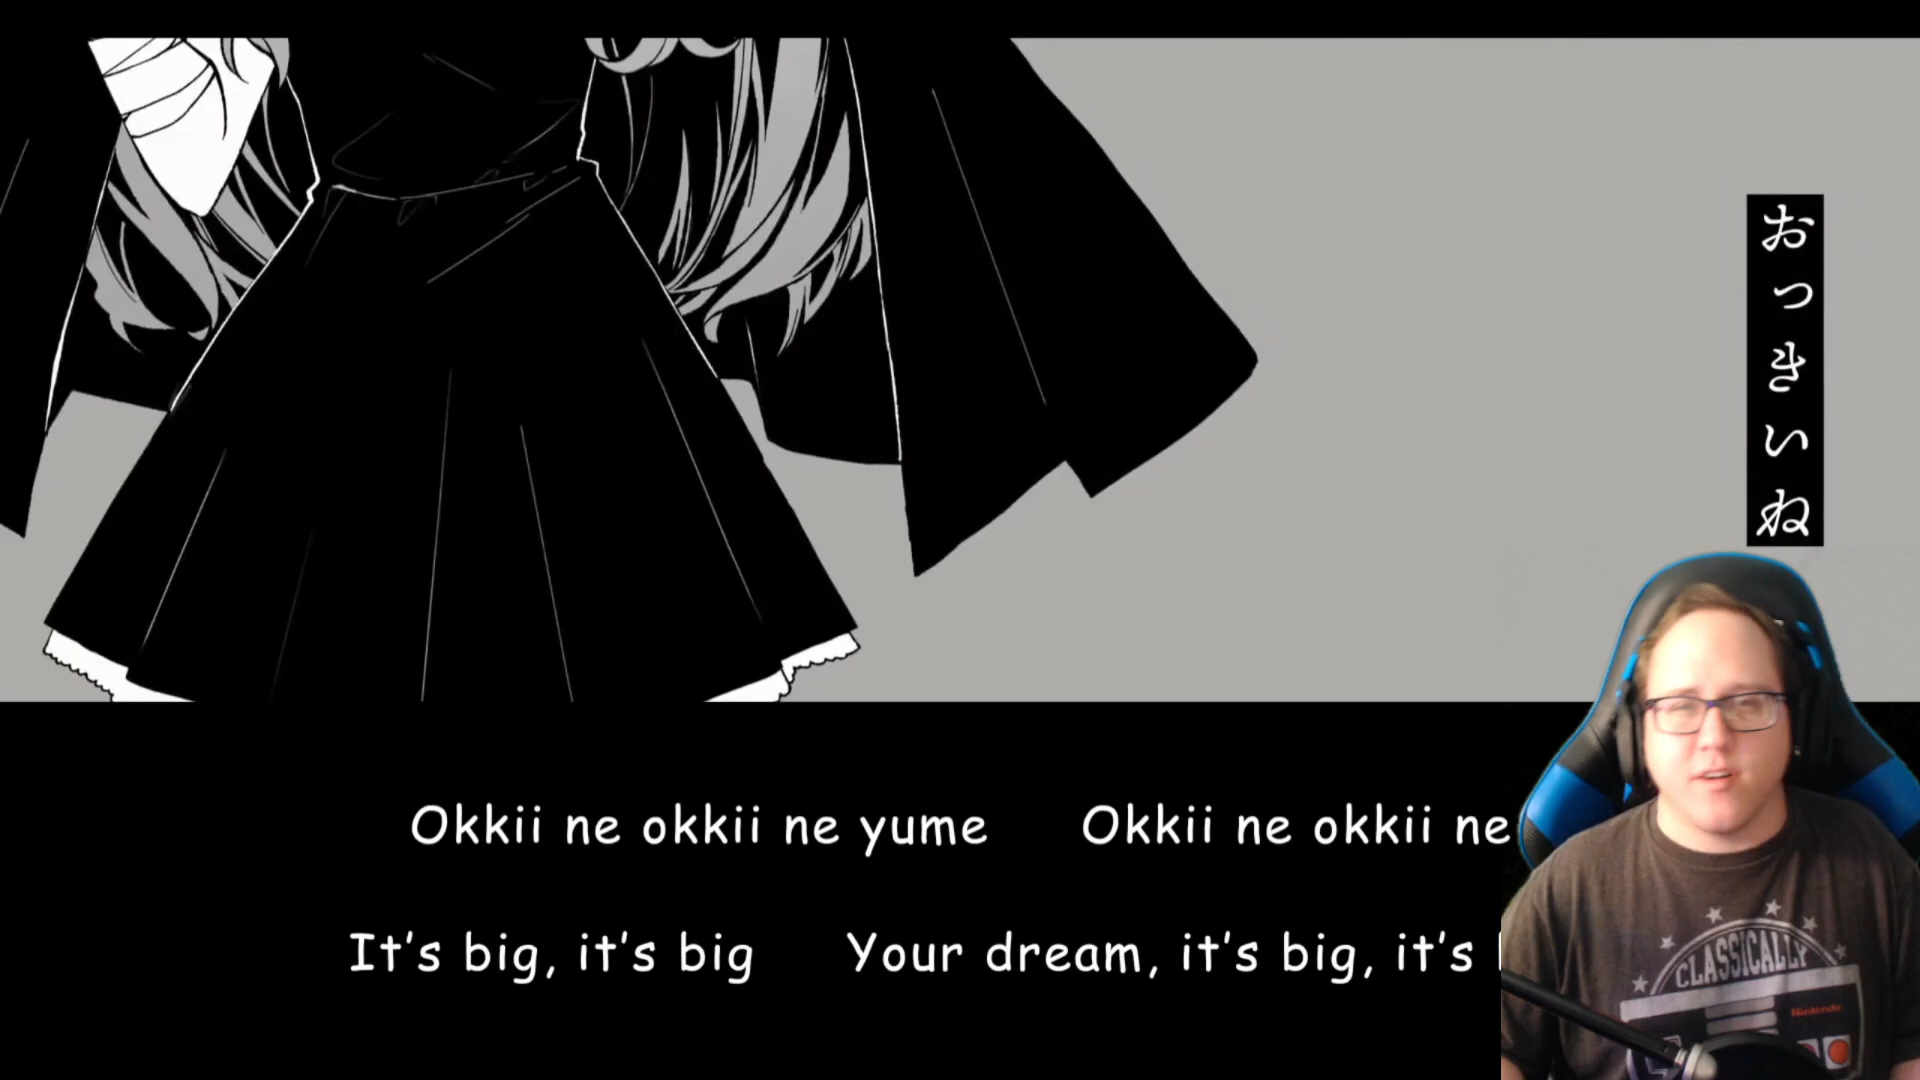 おっきいね
Okkii ne okkii ne yume Okkii ne okkii ne
It's big, it's big Your dream, it's big, it's
CLASSICALLY
Nintendo